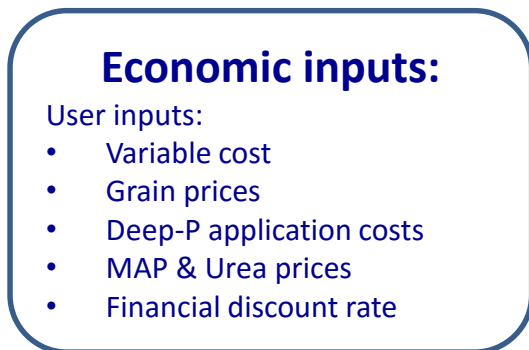 Economic inputs:
User inputs:
• Variable cost
• Grain prices
• Deep-P application costs
• MAP & Urea prices
• Financial discount rate